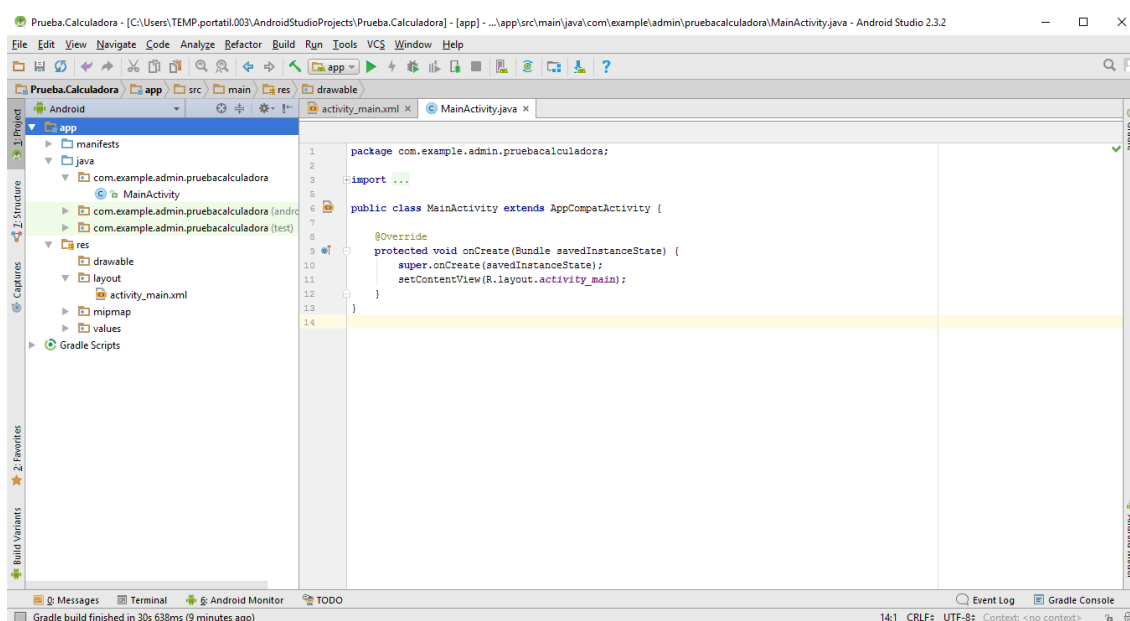 Prueba.Calculadora - [C:\Users\TEMP.portatil.003\AndroidStudioProjects\Prueba.Calculadora] - [app] - ...\app\src\main\java\com\example\admin\pruebacalculadora\MainActivity.java - Android Studio 2.3.2
File Edit View Navigate Code Analyze Refactor Build Run Tools VCS Window Help
app
Prueba.Calculadora app src main res drawable
Android
activity_main.xml MainActivity.java
1: Project
7: Structure
Captures
2: Favorites
Build Variants
app
manifests
java
com.example.admin.pruebacalculadora
MainActivity
com.example.admin.pruebacalculadora (andro
com.example.admin.pruebacalculadora (test)
res
drawable
layout
activity_main.xml
mipmap
values
Gradle Scripts
1 package com.example.admin.pruebacalculadora;
2
3 import ...
5
6 public class MainActivity extends AppCompatActivity {
7
8 @Override
9 protected void onCreate(Bundle savedInstanceState) {
10 super.onCreate(savedInstanceState);
11 setContentView(R.layout.activity_main);
12 }
13 }
14
0: Messages Terminal 6: Android Monitor TODO Event Log Gradle Console
Gradle build finished in 30s 638ms (9 minutes ago) 14:1 CRLF÷ UTF-8÷ Context: <no context>